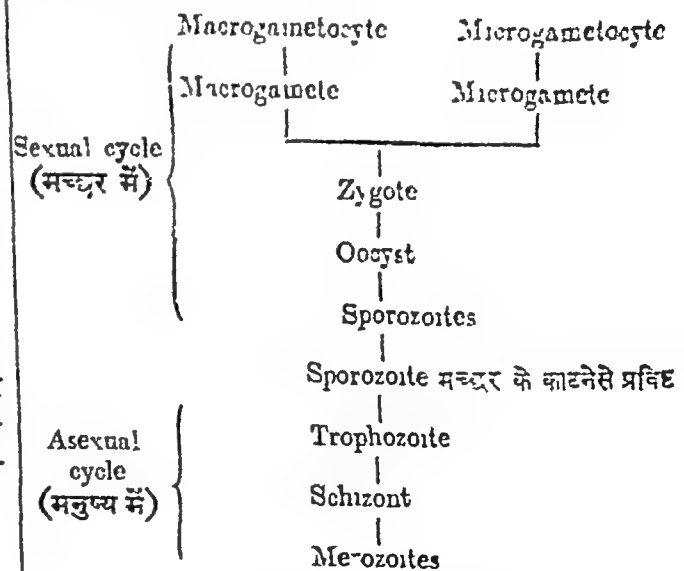 Macrogametocyte Microgametocyte
Macrogamete Microgamete
Sexual cycle
(मच्छर में)
Zygote
Oocyst
Sporozoites
Sporozoite मच्छर के काटनेसे प्रविष्ट
Asexual
cycle
(मनुष्य में)
Trophozoite
Schizont
Merozoites